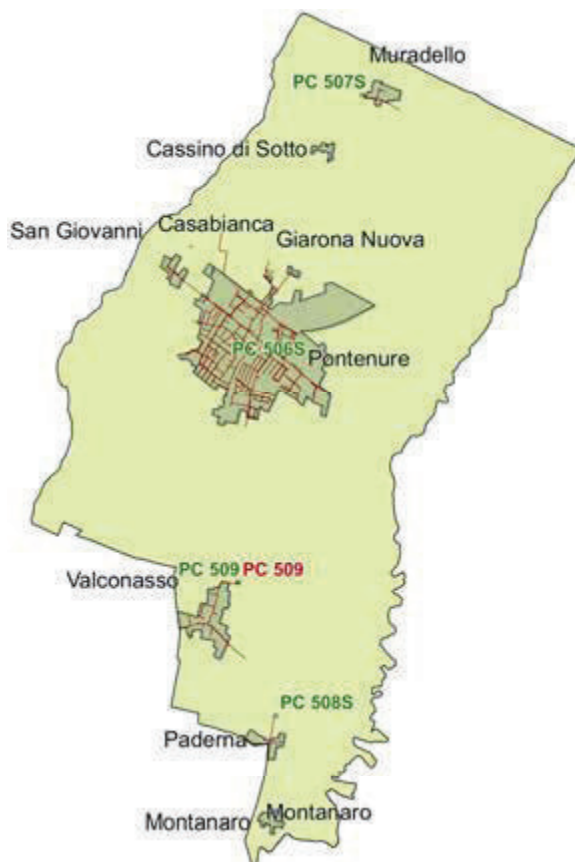 Muradello
PC 507S
Cassino di Sotto
San Giovanni
Casabianca
Giarona Nuova
PC 506S
Pontenure
PC 509 PC 509
Valconasso
PC 508S
Paderna
Montanaro
Montanaro